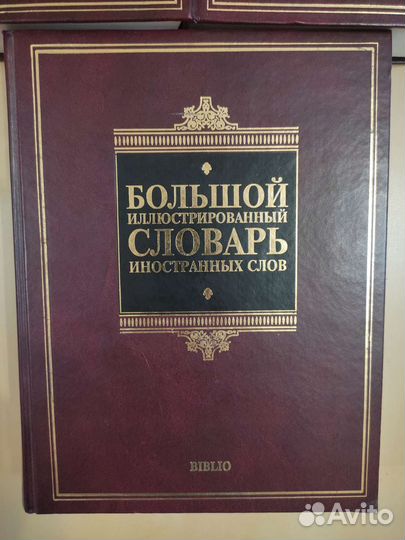 БОЛЬШОЙ
ИЛЛЮСТРИРОВАННЫЙ
СЛОВАРЬ
ИНОСТРАННЫХ СЛОВ
BIBLIO
Avito